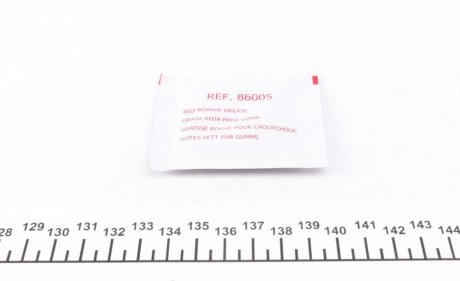 REF. 86005
RED RUBBER GREASE
GRASA ROJA PARA GOMA
GRAISSE ROUGE POUR CAOUTCHOUC
ROTES FETT FÜR GUMMI
128 129 130 131 132 133 134 135 136 137 138 139 140 141 142 143 144